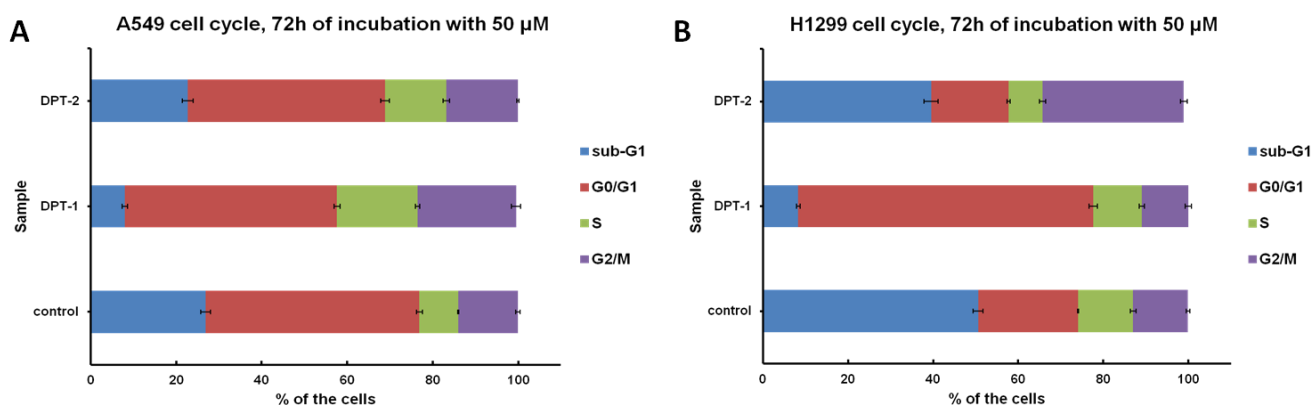 A
A549 cell cycle, 72h of incubation with 50 µM
Sample
DPT-2
DPT-1
control
0 20 40 60 80 100
% of the cells
sub-G1
G0/G1
S
G2/M
B
H1299 cell cycle, 72h of incubation with 50 µM
Sample
DPT-2
DPT-1
control
0 20 40 60 80 100
% of the cells
sub-G1
G0/G1
S
G2/M